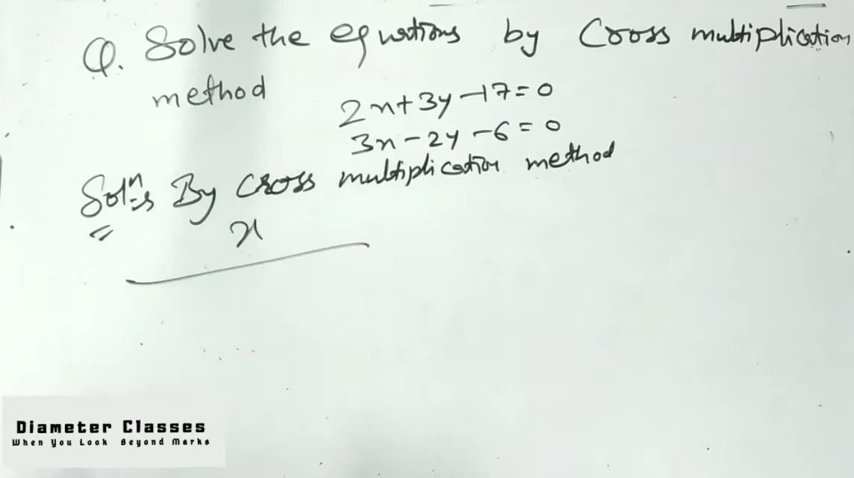 Q. Solve the equations by Cross multiplication
method
2x+3y-17=0
3x-2y-6=0
Soln:- By Cross multiplication method
x
Diameter Classes
When You Look Beyond Marks